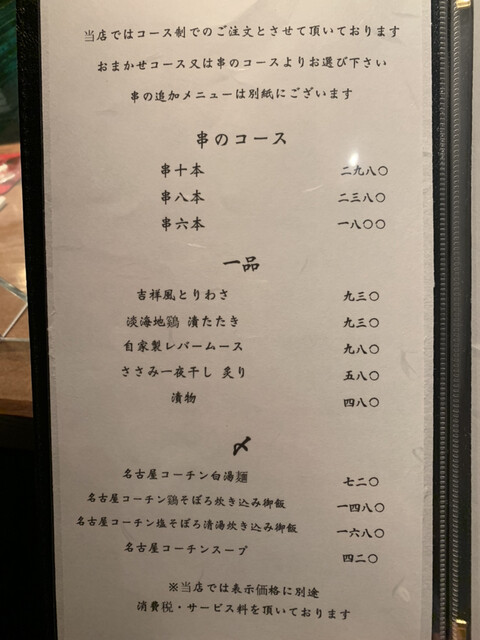 当店ではコース制でのご注文とさせて頂いております
おまかせコース又は串のコースよりお選び下さい
串の追加メニューは別紙にございます
串のコース
串十本 二九八〇
串八本 二三八〇
串六本 一八〇〇
一品
吉祥風とりわさ 九三〇
淡海地鶏 漬たたき 九三〇
自家製レバームース 九八〇
ささみ一夜干し 炙り 五八〇
漬物 四八〇
〆
名古屋コーチン白湯麺 七二〇
名古屋コーチン鶏そぼろ炊き込み御飯 一四八〇
名古屋コーチン塩そぼろ清湯炊き込み御飯 一六八〇
名古屋コーチンスープ 四二〇
※当店では表示価格に別途
消費税・サービス料を頂いております